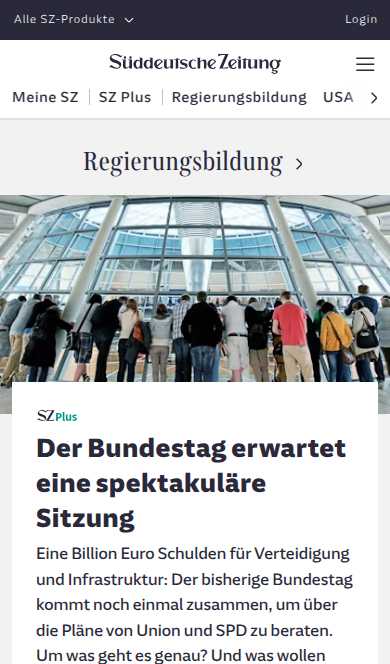 Alle SZ-Produkte
Login
Süddeutsche Zeitung
Meine SZ
SZ Plus
Regierungsbildung
USA
Regierungsbildung
SZ Plus
Der Bundestag erwartet
eine spektakuläre
Sitzung
Eine Billion Euro Schulden für Verteidigung
und Infrastruktur: Der bisherige Bundestag
kommt noch einmal zusammen, um über
die Pläne von Union und SPD zu beraten.
Um was geht es genau? Und was wollen